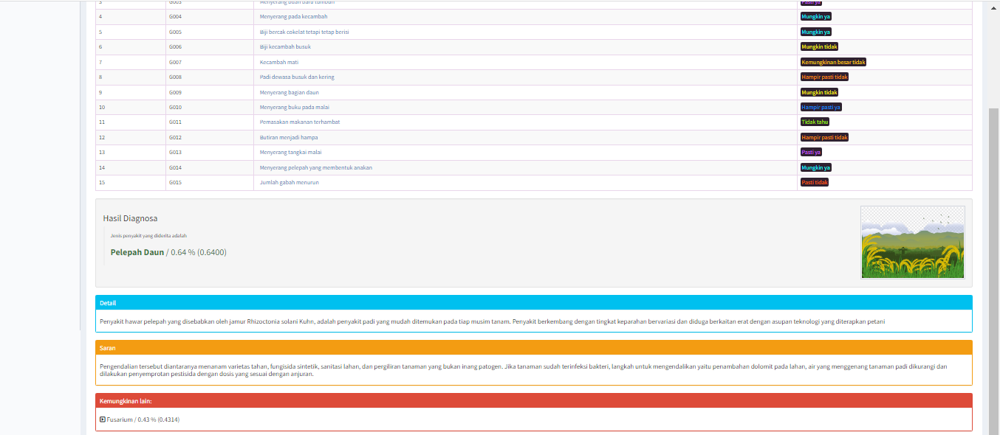 3 G003 Menyerang buah baru tumbuh Pasti ya
4 G004 Menyerang pada kecambah Mungkin ya
5 G005 Biji bercak cokelat tetapi tetap berisi Mungkin ya
6 G006 Biji kecambah busuk Mungkin tidak
7 G007 Kecambah mati Kemungkinan besar tidak
8 G008 Padi dewasa busuk dan kering Hampir pasti tidak
9 G009 Menyerang bagian daun Mungkin tidak
10 G010 Menyerang buku pada malai Hampir pasti ya
11 G011 Pemasakan makanan terhambat Tidak tahu
12 G012 Butiran menjadi hampa Hampir pasti tidak
13 G013 Menyerang tangkai malai Pasti ya
14 G014 Menyerang pelepah yang membentuk anakan Mungkin ya
15 G015 Jumlah gabah menurun Pasti tidak
Hasil Diagnosa
Jenis penyakit yang diderita adalah
Pelepah Daun / 0.64 % (0.6400)
Detail
Penyakit hawar pelepah yang disebabkan oleh jamur Rhizoctonia solani Kuhn, adalah penyakit padi yang mudah ditemukan pada tiap musim tanam. Penyakit berkembang dengan tingkat keparahan bervariasi dan diduga berkaitan erat dengan asupan teknologi yang diterapkan petani
Saran
Pengendalian tersebut diantaranya menanam varietas tahan, fungisida sintetik, sanitasi lahan, dan pergiliran tanaman yang bukan inang patogen. Jika tanaman sudah terinfeksi bakteri, langkah untuk mengendalikan yaitu penambahan dolomit pada lahan, air yang menggenang tanaman padi dikurangi dan
dilakukan penyemprotan pestisida dengan dosis yang sesuai dengan anjuran.
Kemungkinan lain:
Fusarium / 0.43 % (0.4314)